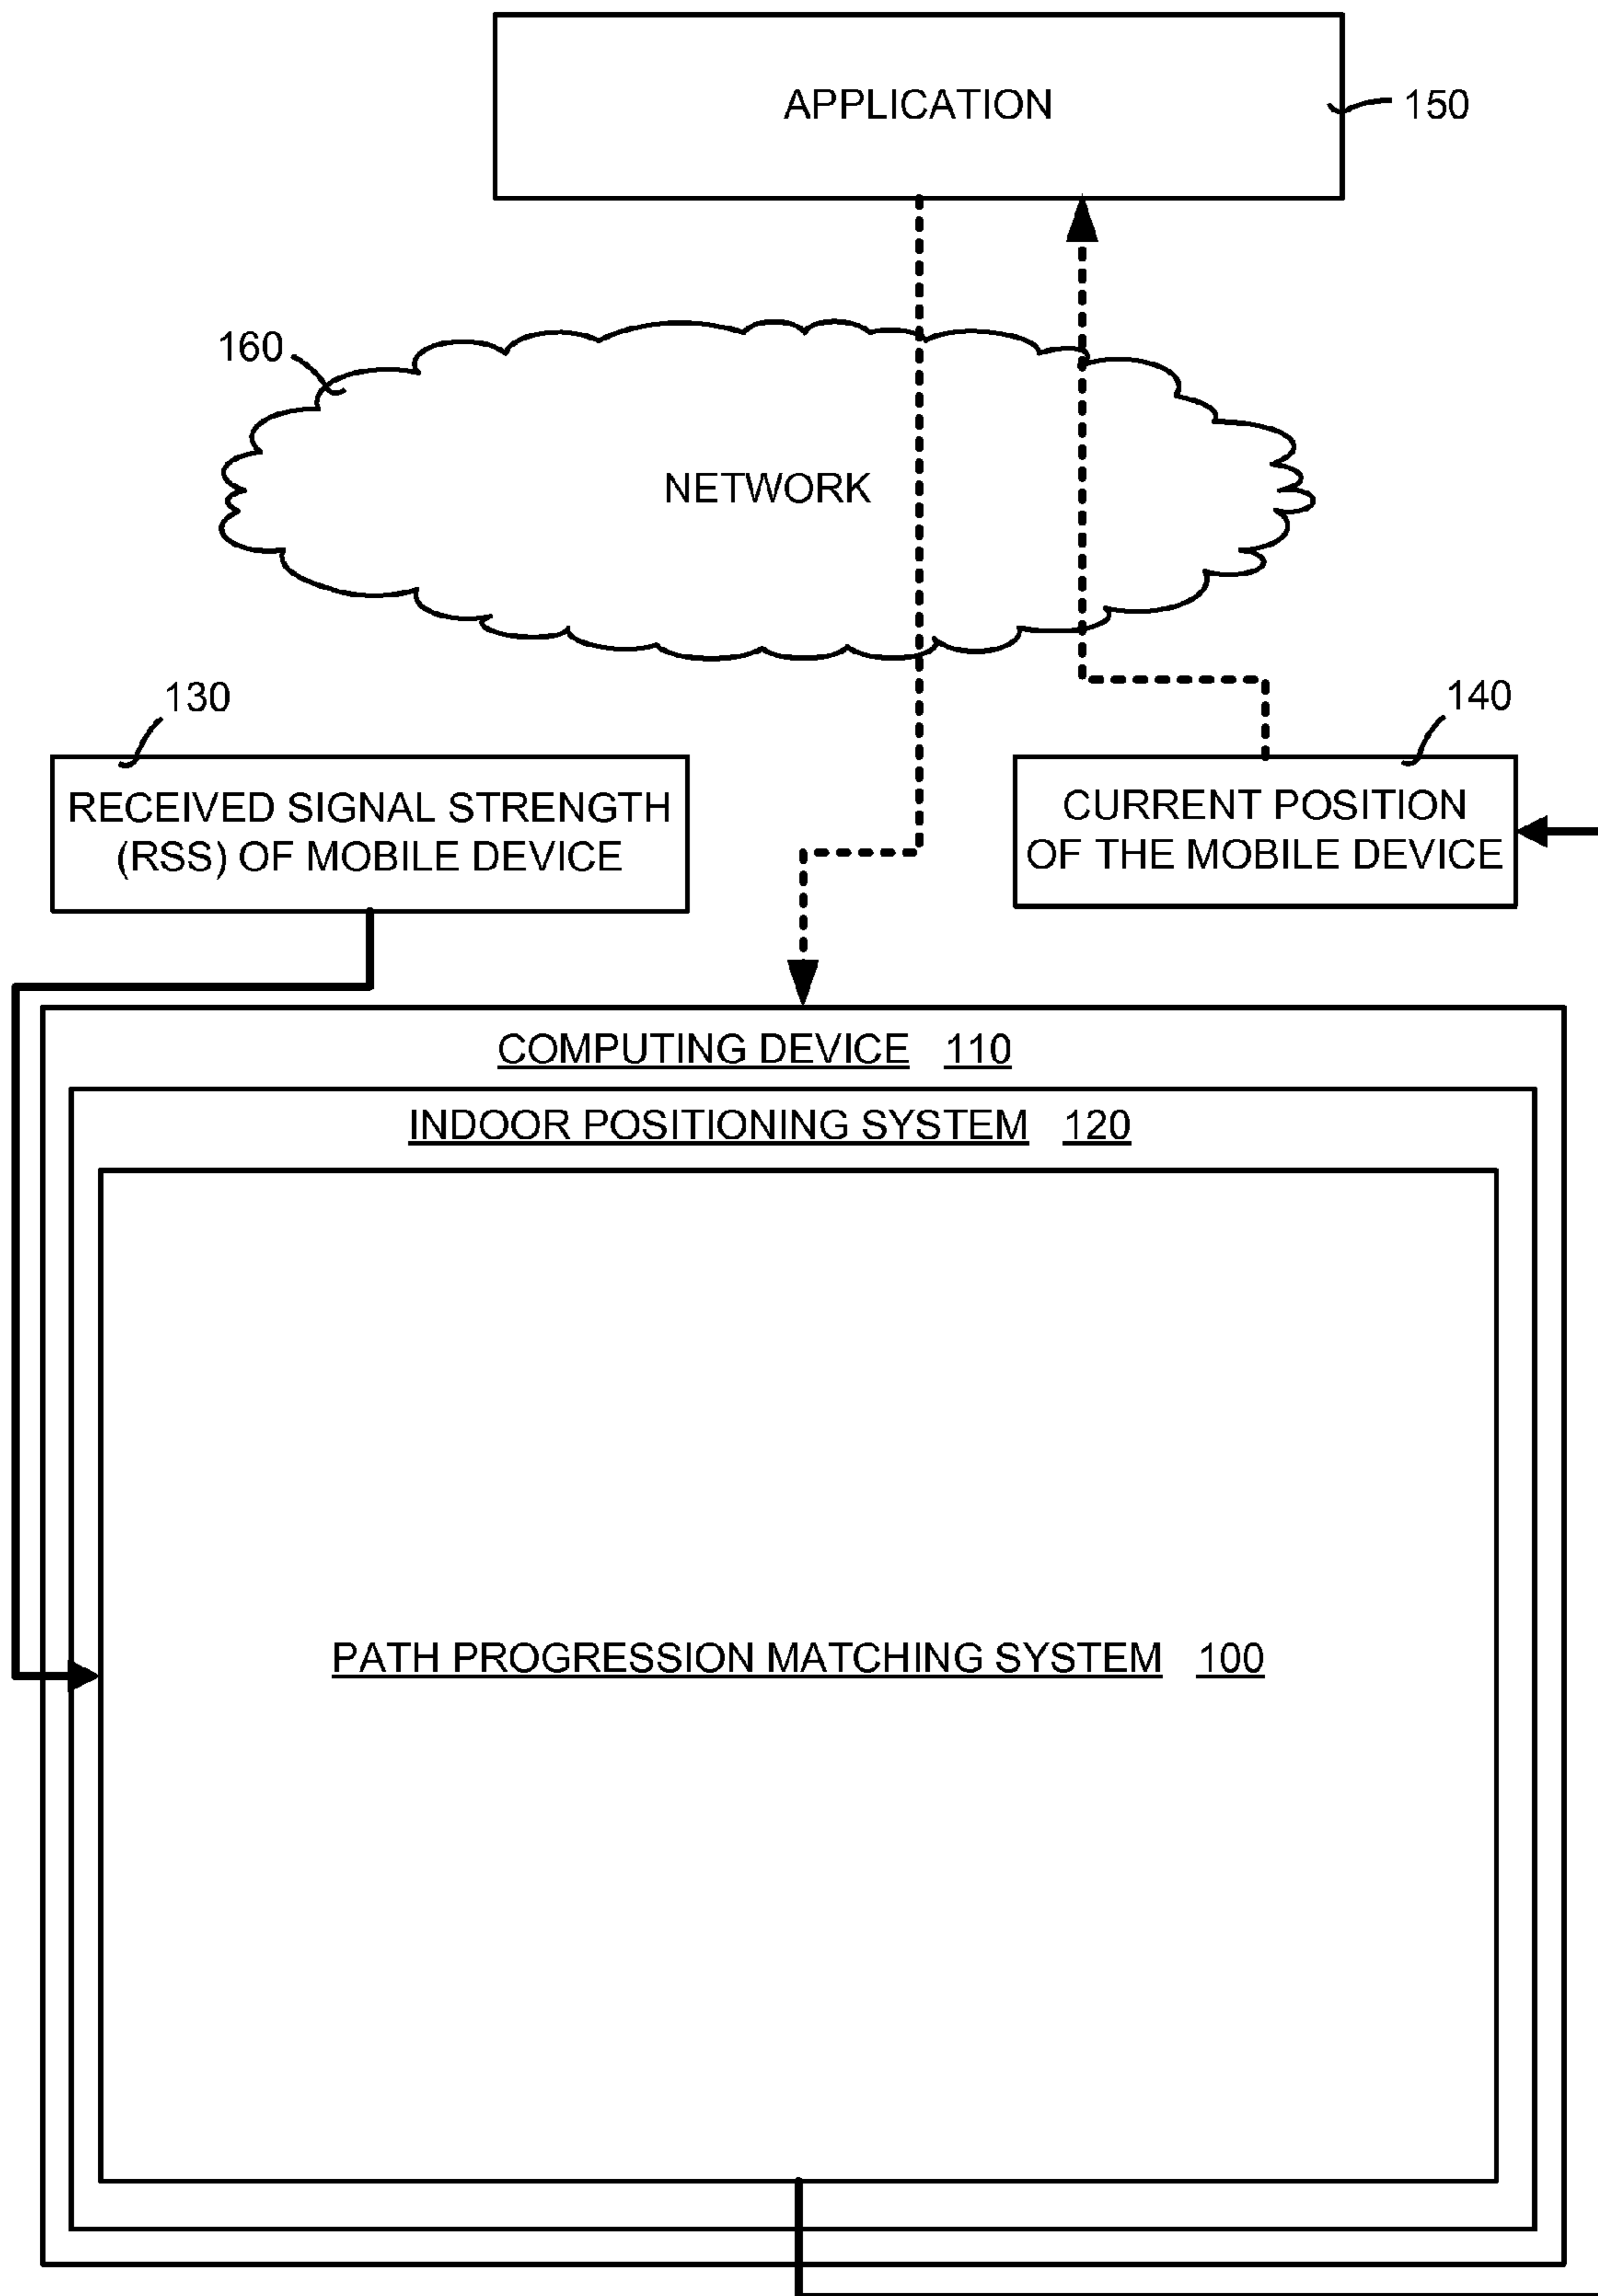 APPLICATION
150
160
NETWORK
130
140
RECEIVED SIGNAL STRENGTH
(RSS) OF MOBILE DEVICE
CURRENT POSITION
OF THE MOBILE DEVICE
COMPUTING DEVICE 110
INDOOR POSITIONING SYSTEM 120
PATH PROGRESSION MATCHING SYSTEM 100